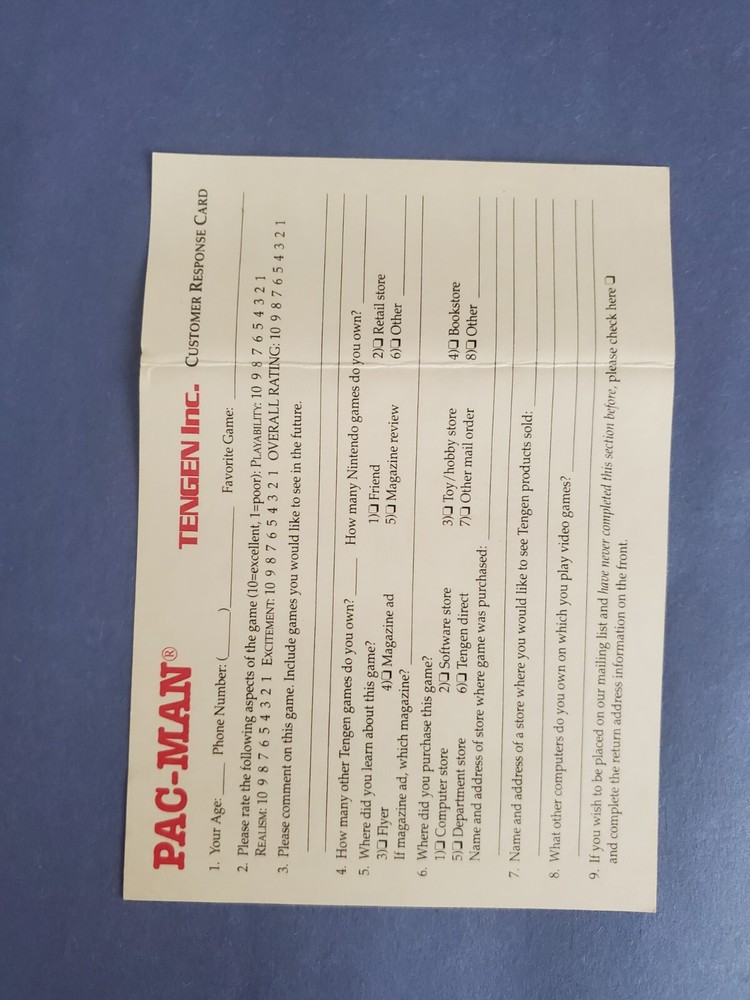 PAC-MAN® TENGEN Inc. CUSTOMER RESPONSE CARD
1. Your Age: _____ Phone Number: (_____)_______________ Favorite Game: _______________
2. Please rate the following aspects of the game (10=excellent, 1=poor): PLAYABILITY: 10 9 8 7 6 5 4 3 2 1
REALISM: 10 9 8 7 6 5 4 3 2 1 EXCITEMENT: 10 9 8 7 6 5 4 3 2 1 OVERALL RATING: 10 9 8 7 6 5 4 3 2 1
3. Please comment on this game. Include games you would like to see in the future.
4. How many other Tengen games do you own? _____ How many Nintendo games do you own? _____
5. Where did you learn about this game? 1)❑ Friend 2)❑ Retail store
3)❑ Flyer 4)❑ Magazine ad 5)❑ Magazine review 6)❑ Other _____
If magazine ad, which magazine? _____
6. Where did you purchase this game?
1)❑ Computer store 2)❑ Software store 3)❑ Toy/hobby store 4)❑ Bookstore
5)❑ Department store 6)❑ Tengen direct 7)❑ Other mail order 8)❑ Other _____
Name and address of store where game was purchased: _____
7. Name and address of a store where you would like to see Tengen products sold: _____
8. What other computers do you own on which you play video games? _____
9. If you wish to be placed on our mailing list and have never completed this section before, please check here ❑
and complete the return address information on the front.